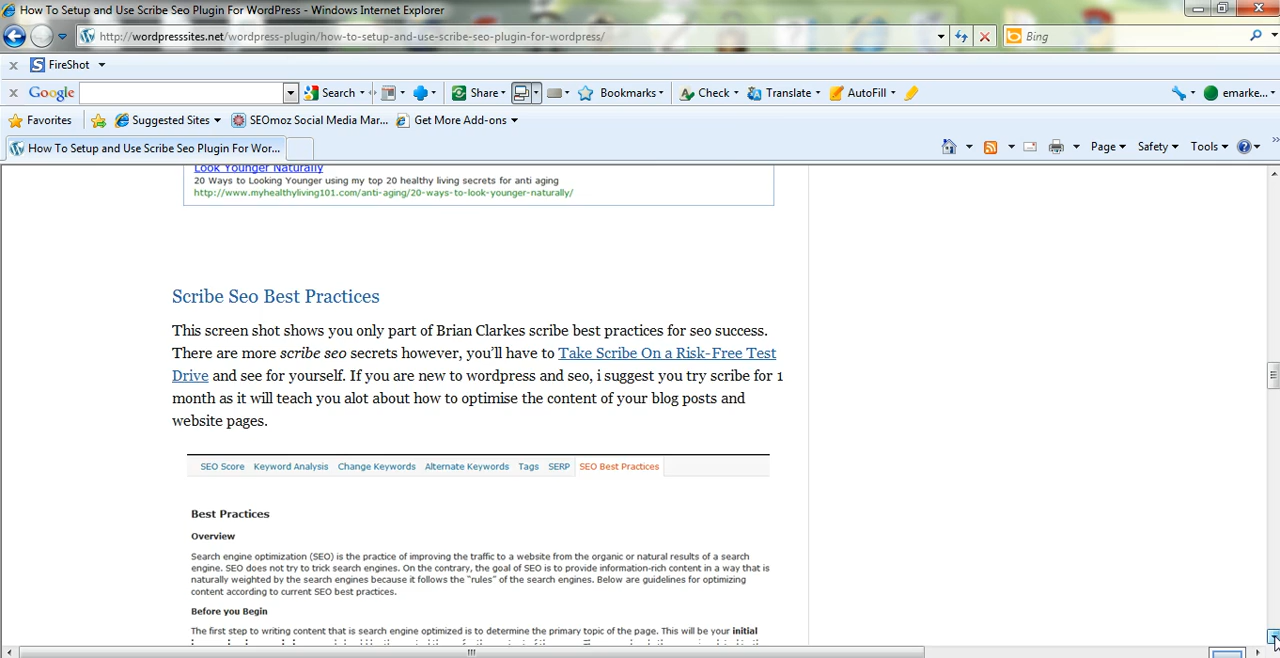 How To Setup and Use Scribe Seo Plugin For WordPress - Windows Internet Explorer
http://wordpresssites.net/wordpress-plugin/how-to-setup-and-use-scribe-seo-plugin-for-wordpress/
Bing
x FireShot
x Google Search Share Bookmarks Check Translate AutoFill emarke...
Favorites Suggested Sites SEOmoz Social Media Mar... Get More Add-ons
How To Setup and Use Scribe Seo Plugin For Wor... Page Safety Tools
Look Younger Naturally
20 Ways to Looking Younger using my top 20 healthy living secrets for anti aging
http://www.myhealthyliving101.com/anti-aging/20-ways-to-look-younger-naturally/
Scribe Seo Best Practices
This screen shot shows you only part of Brian Clarkes scribe best practices for seo success.
There are more scribe seo secrets however, you'll have to Take Scribe On a Risk-Free Test
Drive and see for yourself. If you are new to wordpress and seo, i suggest you try scribe for 1
month as it will teach you alot about how to optimise the content of your blog posts and
website pages.
SEO Score Keyword Analysis Change Keywords Alternate Keywords Tags SERP SEO Best Practices
Best Practices
Overview
Search engine optimization (SEO) is the practice of improving the traffic to a website from the organic or natural results of a search
engine. SEO does not try to trick search engines. On the contrary, the goal of SEO is to provide information-rich content in a way that is
naturally weighted by the search engines because it follows the "rules" of the search engines. Below are guidelines for optimizing
content according to current SEO best practices.
Before you Begin
The first step to writing content that is search engine optimized is to determine the primary topic of the page. This will be your initial